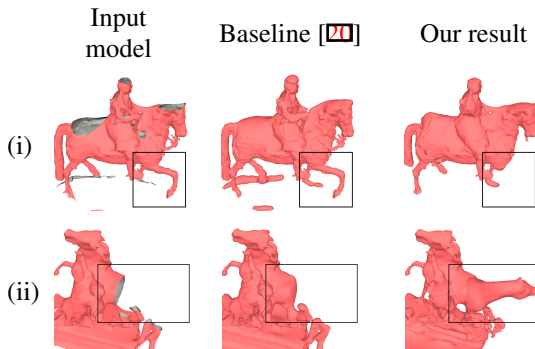 Input model
Baseline [20]
Our result
(i)
(ii)